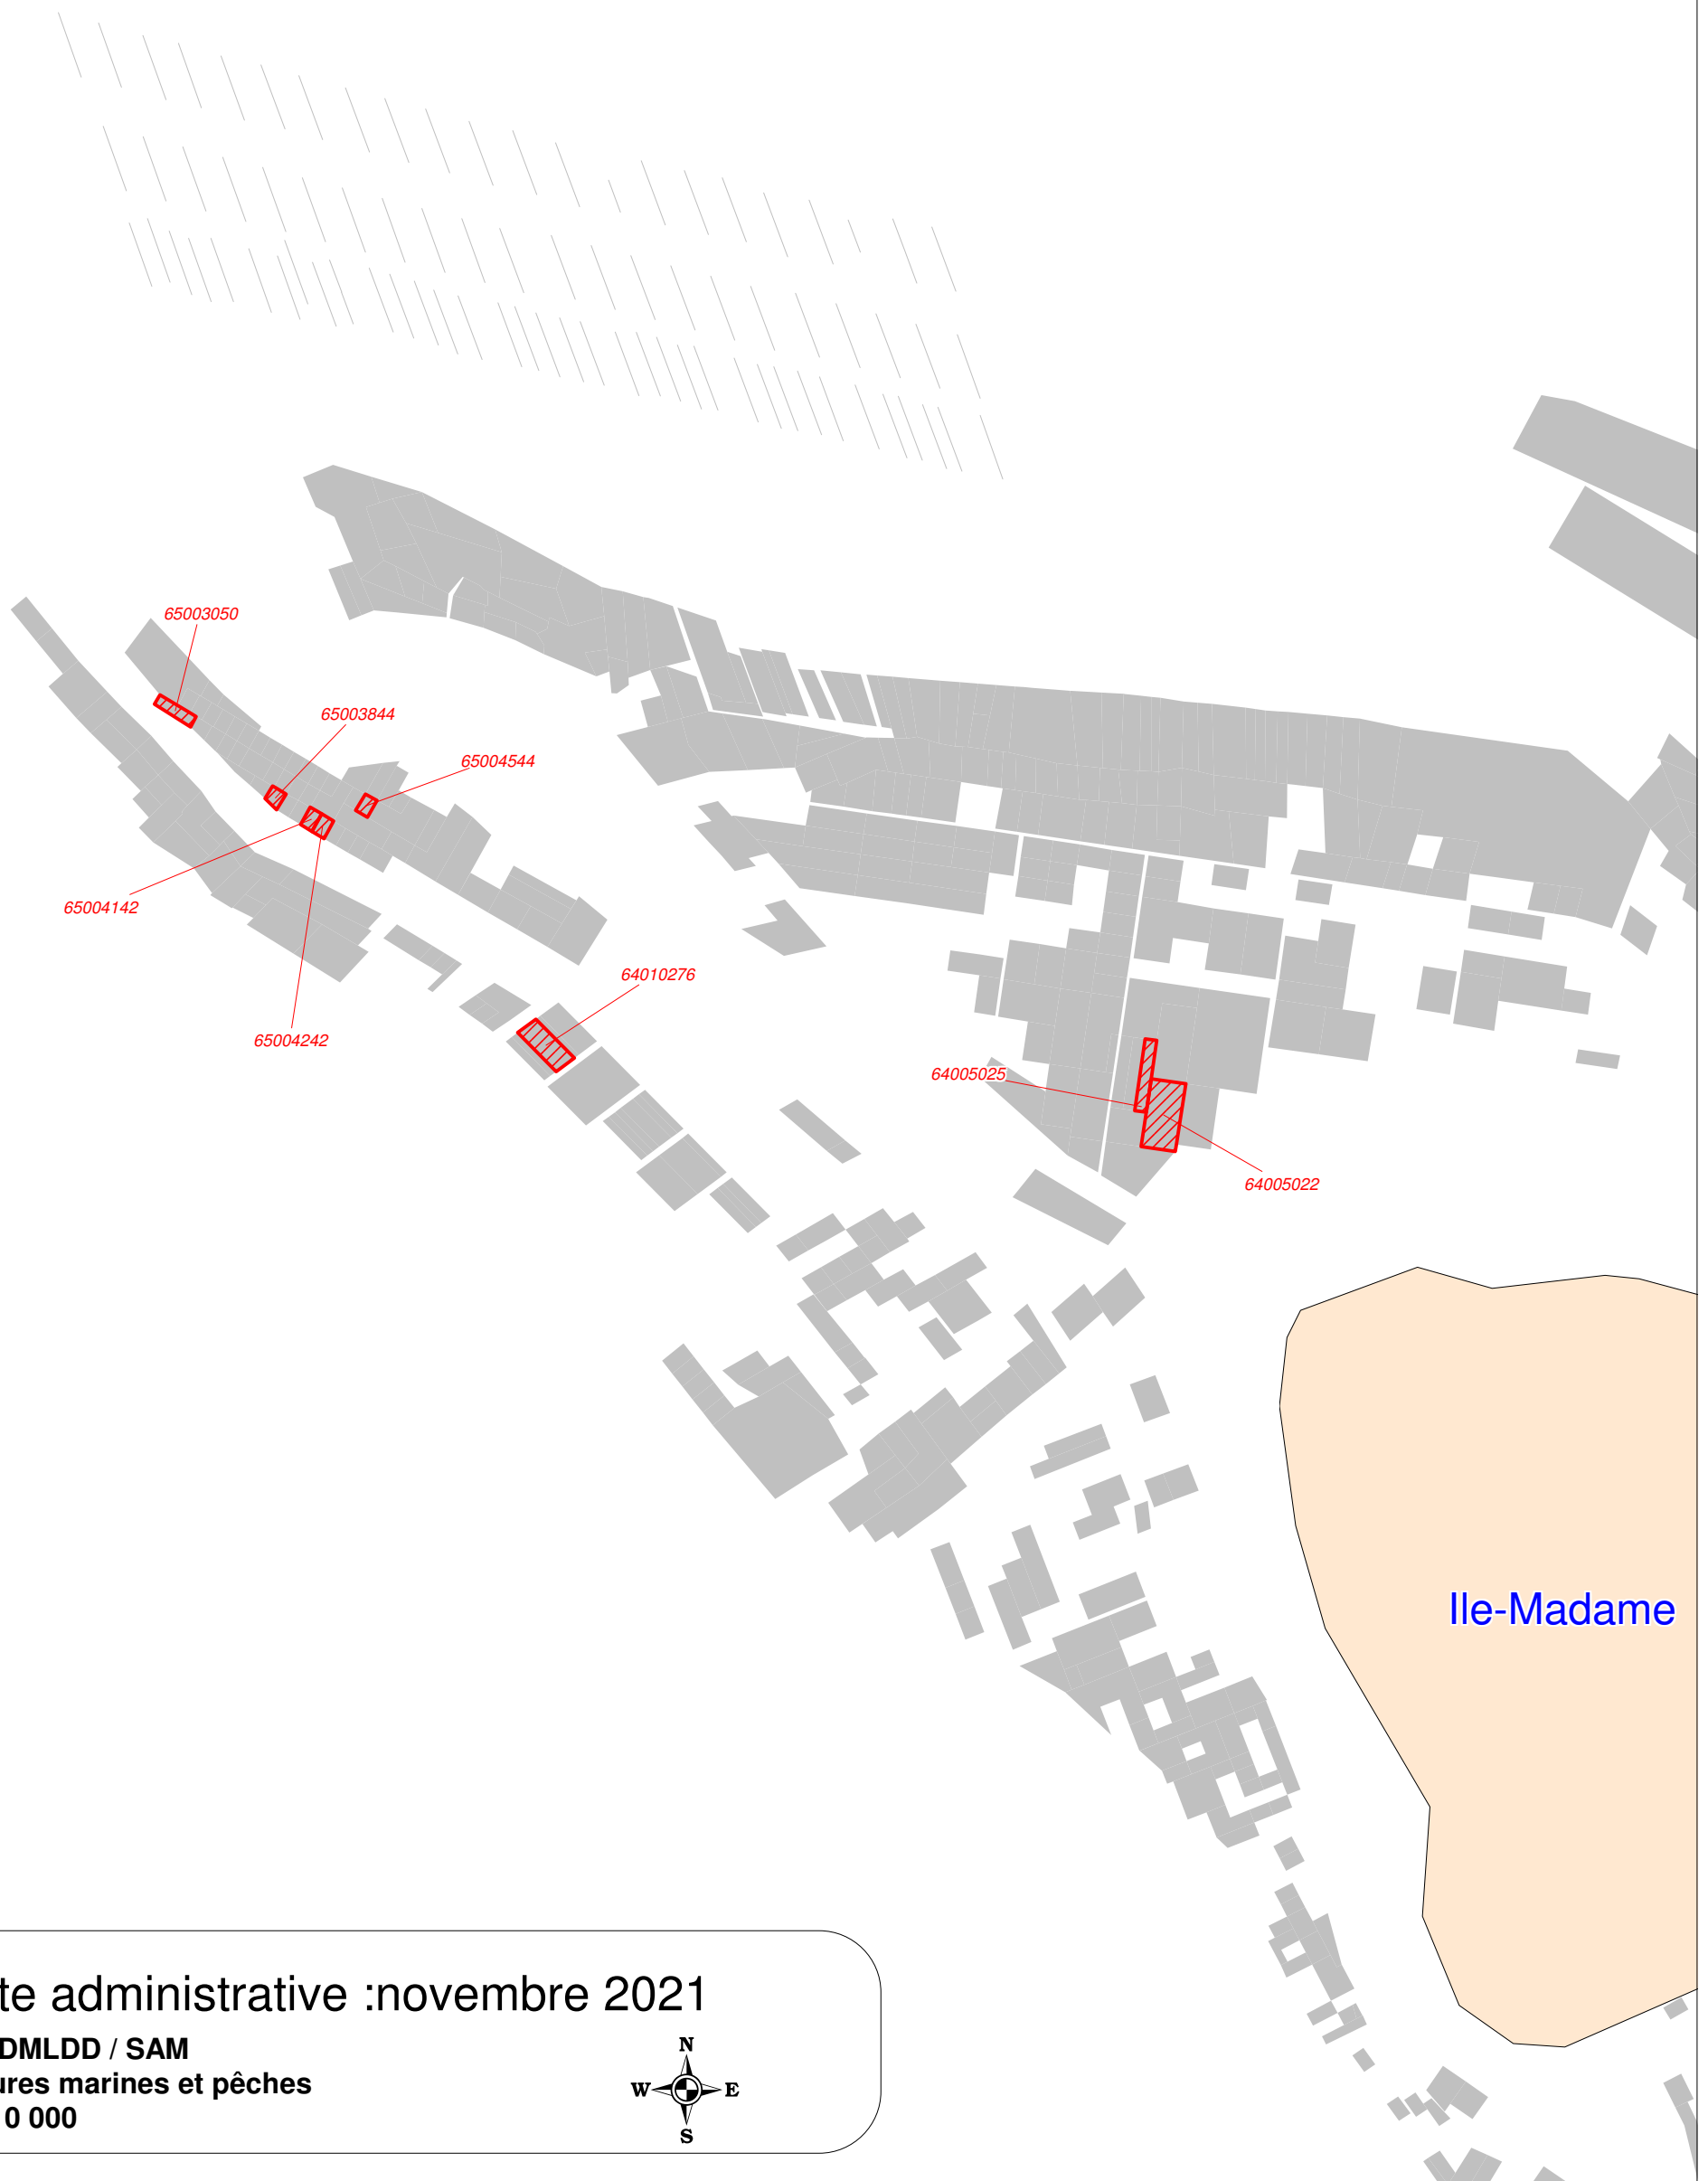 65003050
65003844
65004544
65004142
64010276
65004242
64005025
64005022
Ile-Madame
te administrative :novembre 2021
DMLDD / SAM
ures marines et pêches
0 000
N
W E
S